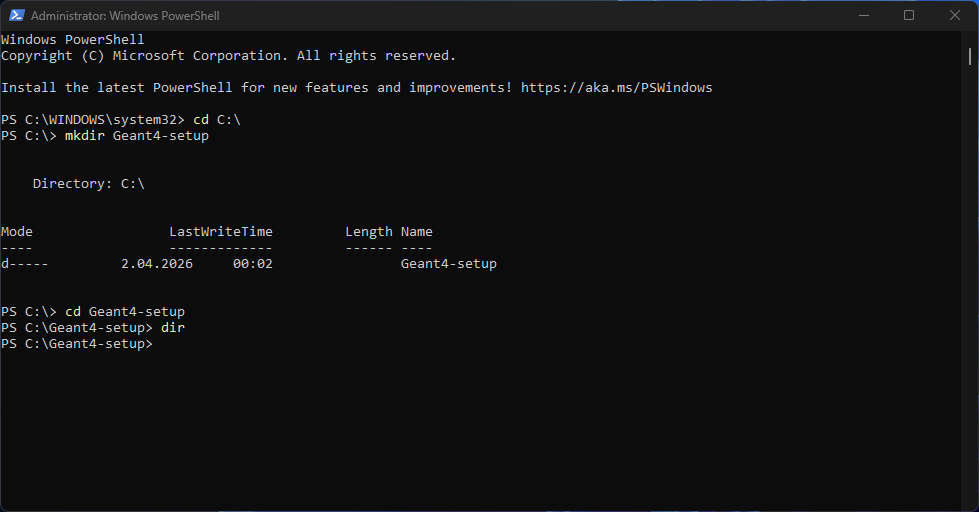 Administrator: Windows PowerShell
Windows PowerShell
Copyright (C) Microsoft Corporation. All rights reserved.
Install the latest PowerShell for new features and improvements! https://aka.ms/PSWindows
PS C:\WINDOWS\system32> cd C:\
PS C:\> mkdir Geant4-setup
    Directory: C:\
Mode                 LastWriteTime         Length Name
----                 -------------         ------ ----
d-----         2.04.2026     00:02                Geant4-setup
PS C:\> cd Geant4-setup
PS C:\Geant4-setup> dir
PS C:\Geant4-setup>